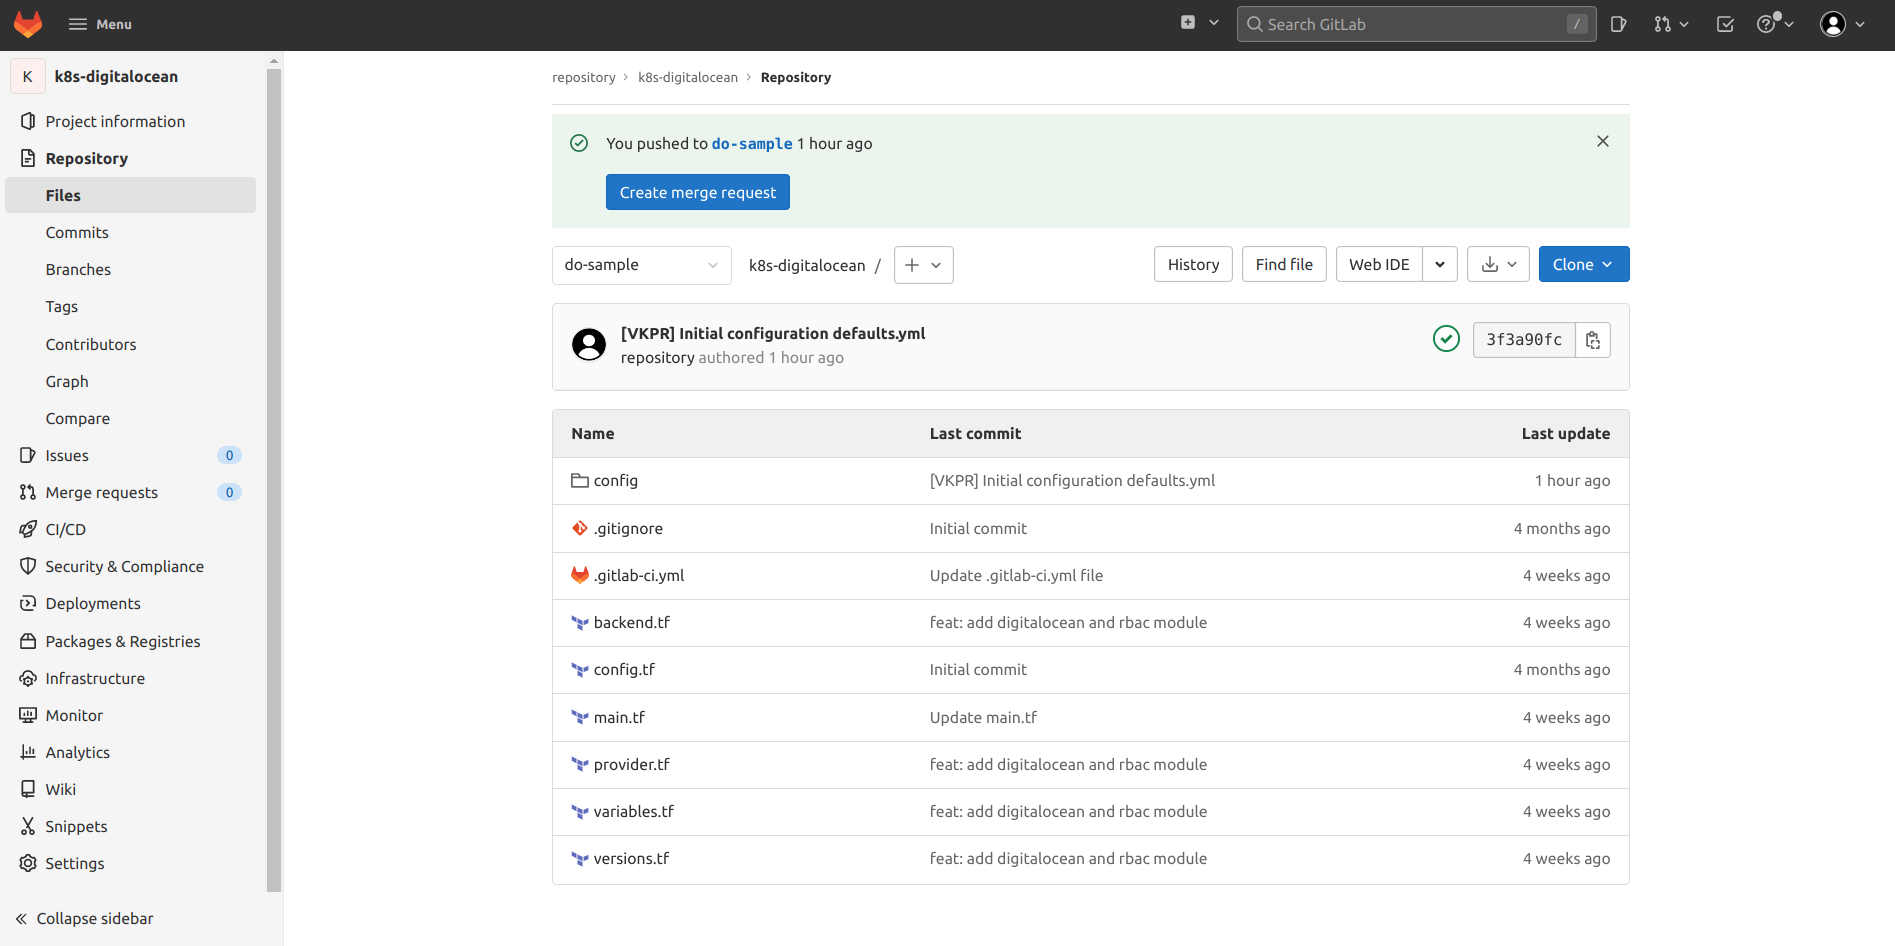 Menu
Search GitLab /
K k8s-digitalocean
Project information
Repository
Files
Commits
Branches
Tags
Contributors
Graph
Compare
Issues 0
Merge requests 0
CI/CD
Security & Compliance
Deployments
Packages & Registries
Infrastructure
Monitor
Analytics
Wiki
Snippets
Settings
Collapse sidebar
repository > k8s-digitalocean > Repository
You pushed to do-sample 1 hour ago
Create merge request
do-sample k8s-digitalocean / + History Find file Web IDE Clone
[VKPR] Initial configuration defaults.yml
repository authored 1 hour ago
3f3a90fc
Name Last commit Last update
config [VKPR] Initial configuration defaults.yml 1 hour ago
.gitignore Initial commit 4 months ago
.gitlab-ci.yml Update .gitlab-ci.yml file 4 weeks ago
backend.tf feat: add digitalocean and rbac module 4 weeks ago
config.tf Initial commit 4 months ago
main.tf Update main.tf 4 weeks ago
provider.tf feat: add digitalocean and rbac module 4 weeks ago
variables.tf feat: add digitalocean and rbac module 4 weeks ago
versions.tf feat: add digitalocean and rbac module 4 weeks ago